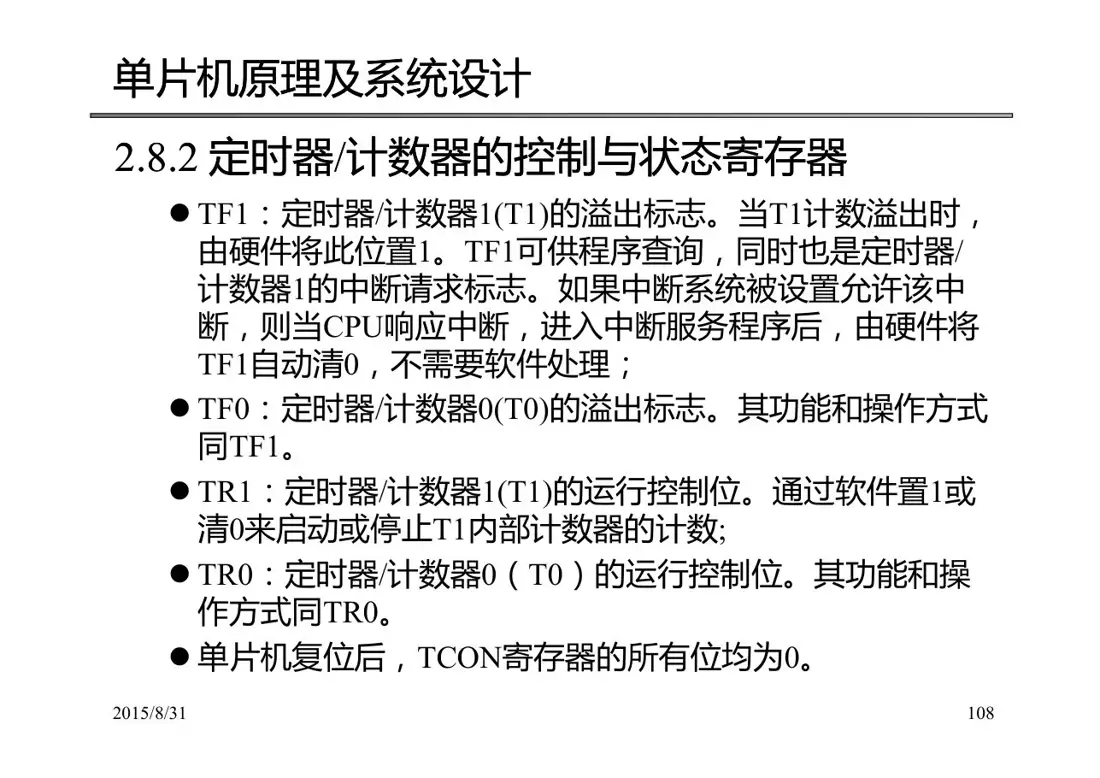 单片机原理及系统设计
2.8.2 定时器/计数器的控制与状态寄存器
● TF1：定时器/计数器1(T1)的溢出标志。当T1计数溢出时，
由硬件将此位置1。TF1可供程序查询，同时也是定时器/
计数器1的中断请求标志。如果中断系统被设置允许该中
断，则当CPU响应中断，进入中断服务程序后，由硬件将
TF1自动清0，不需要软件处理；
● TF0：定时器/计数器0(T0)的溢出标志。其功能和操作方式
同TF1。
● TR1：定时器/计数器1(T1)的运行控制位。通过软件置1或
清0来启动或停止T1内部计数器的计数;
● TR0：定时器/计数器0（T0）的运行控制位。其功能和操
作方式同TR0。
● 单片机复位后，TCON寄存器的所有位均为0。
2015/8/31
108